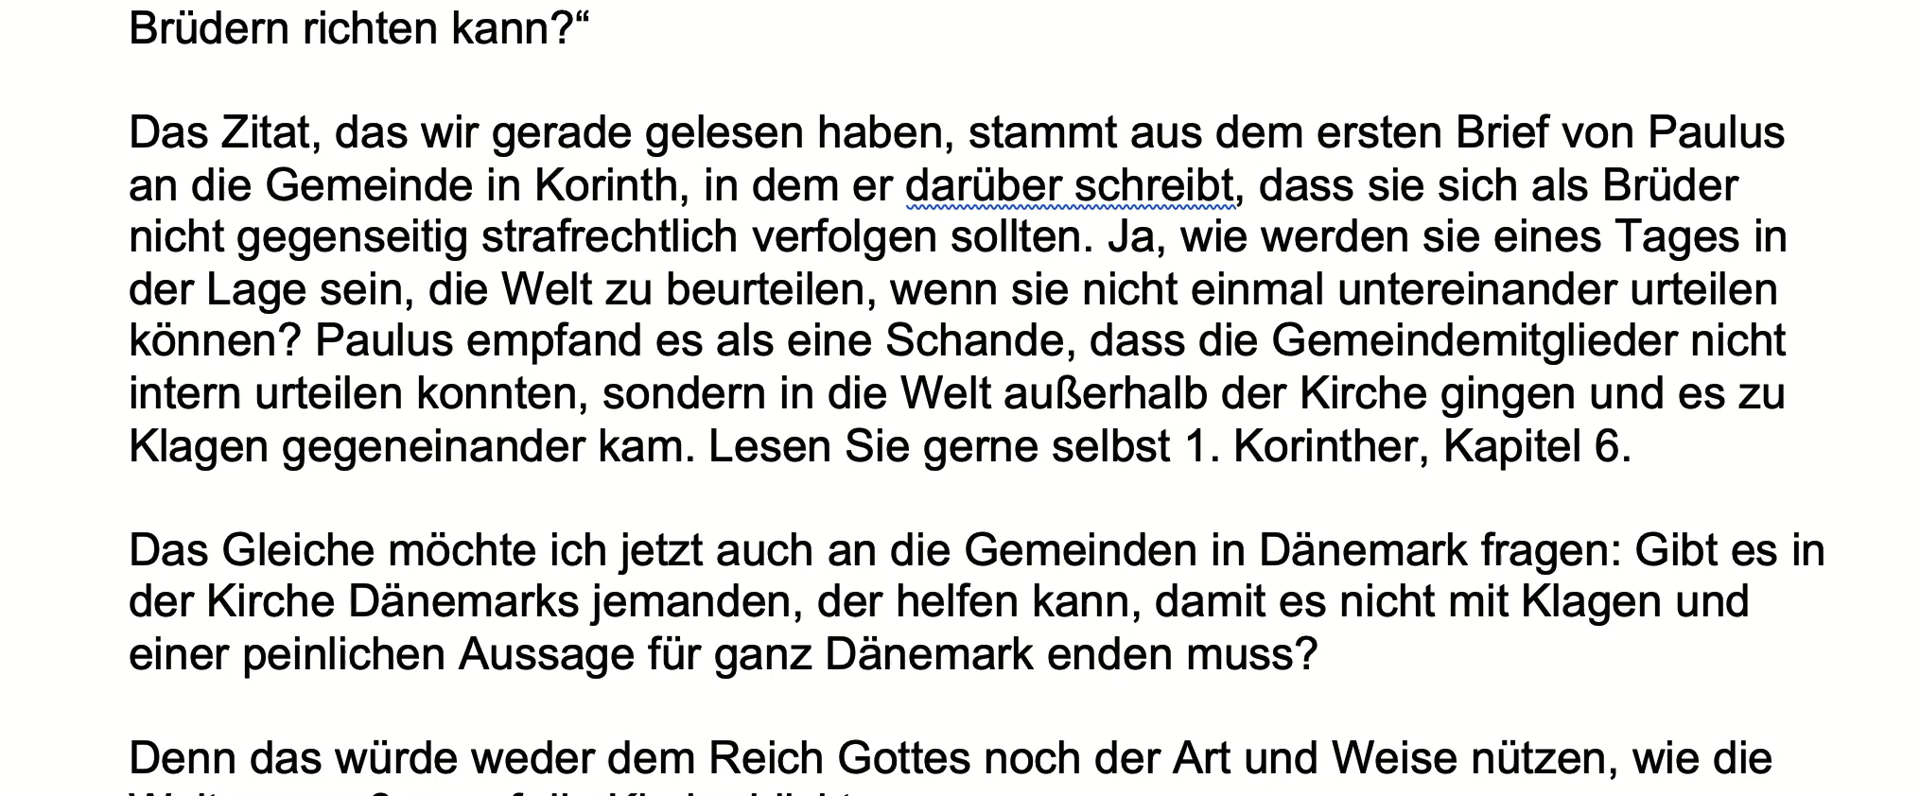 Brüdern richten kann?“
Das Zitat, das wir gerade gelesen haben, stammt aus dem ersten Brief von Paulus
an die Gemeinde in Korinth, in dem er darüber schreibt, dass sie sich als Brüder
nicht gegenseitig strafrechtlich verfolgen sollten. Ja, wie werden sie eines Tages in
der Lage sein, die Welt zu beurteilen, wenn sie nicht einmal untereinander urteilen
können? Paulus empfand es als eine Schande, dass die Gemeindemitglieder nicht
intern urteilen konnten, sondern in die Welt außerhalb der Kirche gingen und es zu
Klagen gegeneinander kam. Lesen Sie gerne selbst 1. Korinther, Kapitel 6.
Das Gleiche möchte ich jetzt auch an die Gemeinden in Dänemark fragen: Gibt es in
der Kirche Dänemarks jemanden, der helfen kann, damit es nicht mit Klagen und
einer peinlichen Aussage für ganz Dänemark enden muss?
Denn das würde weder dem Reich Gottes noch der Art und Weise nützen, wie die